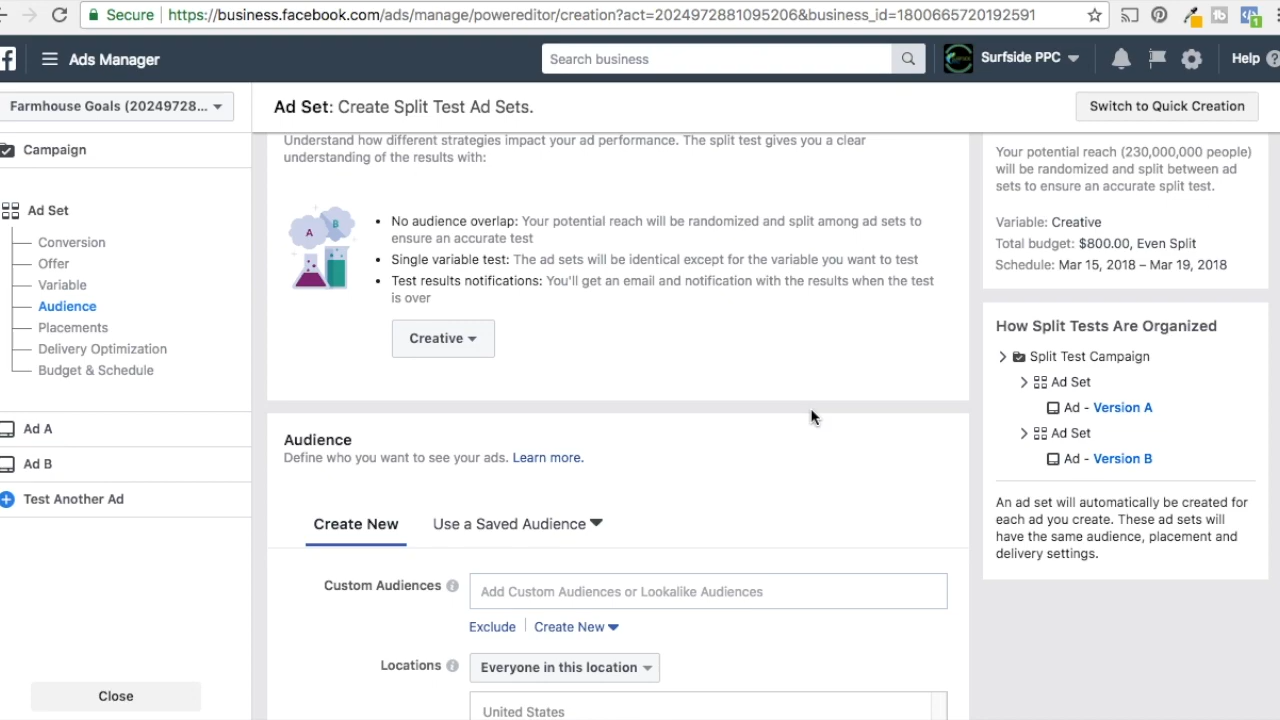 Secure
https://business.facebook.com/ads/manage/powereditor/creation?act=2024972881095206&business_id=1800665720192591
Ads Manager
Search business
Surfside PPC
Help
Farmhouse Goals (20249728...
Ad Set: Create Split Test Ad Sets.
Switch to Quick Creation
Campaign
Ad Set
Conversion
Offer
Variable
Audience
Placements
Delivery Optimization
Budget & Schedule
Ad A
Ad B
Test Another Ad
Close
Understand how different strategies impact your ad performance. The split test gives you a clear
understanding of the results with:
A
B
• No audience overlap: Your potential reach will be randomized and split among ad sets to
ensure an accurate test
• Single variable test: The ad sets will be identical except for the variable you want to test
• Test results notifications: You'll get an email and notification with the results when the test
is over
Creative
Audience
Define who you want to see your ads. Learn more.
Create New
Use a Saved Audience
Custom Audiences
Add Custom Audiences or Lookalike Audiences
Exclude
Create New
Locations
Everyone in this location
United States
Your potential reach (230,000,000 people)
will be randomized and split between ad
sets to ensure an accurate split test.
Variable: Creative
Total budget: $800.00, Even Split
Schedule: Mar 15, 2018 – Mar 19, 2018
How Split Tests Are Organized
Split Test Campaign
Ad Set
Ad - Version A
Ad Set
Ad - Version B
An ad set will automatically be created for
each ad you create. These ad sets will
have the same audience, placement and
delivery settings.